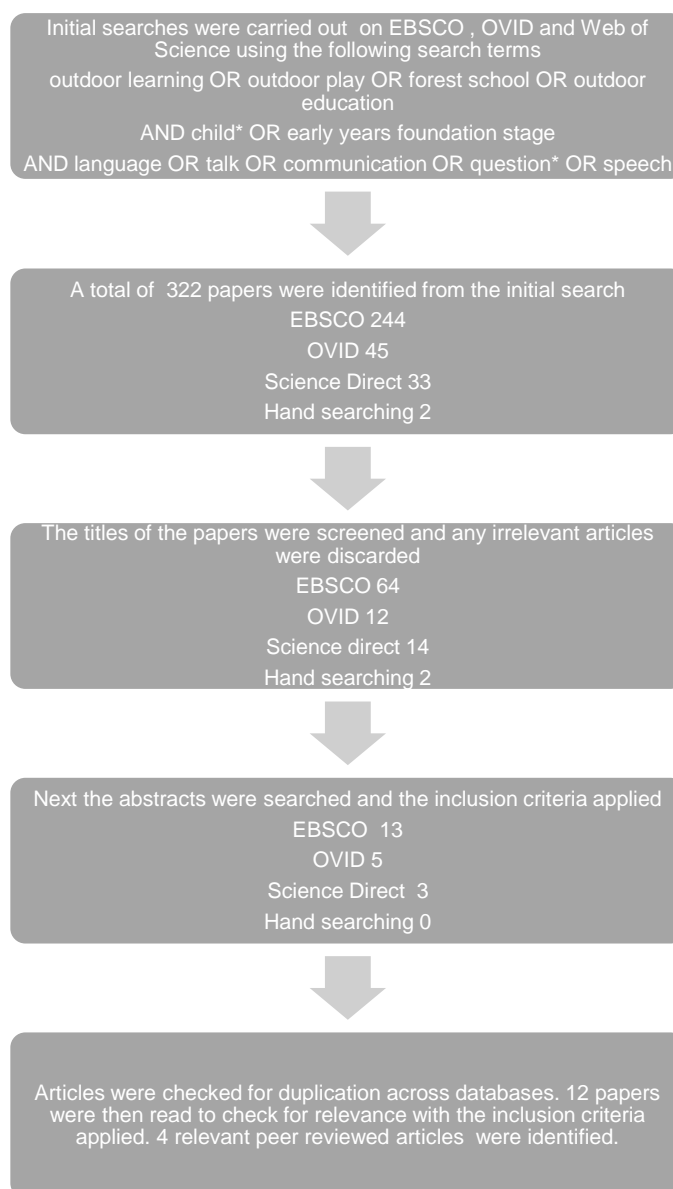 Initial searches were carried out on EBSCO , OVID and Web of
Science using the following search terms
outdoor learning OR outdoor play OR forest school OR outdoor
education
AND child* OR early years foundation stage
AND language OR talk OR communication OR question* OR speech
A total of 322 papers were identified from the initial search
EBSCO 244
OVID 45
Science Direct 33
Hand searching 2
The titles of the papers were screened and any irrelevant articles
were discarded
EBSCO 64
OVID 12
Science direct 14
Hand searching 2
Next the abstracts were searched and the inclusion criteria applied
EBSCO 13
OVID 5
Science Direct 3
Hand searching 0
Articles were checked for duplication across databases. 12 papers
were then read to check for relevance with the inclusion criteria
applied. 4 relevant peer reviewed articles were identified.